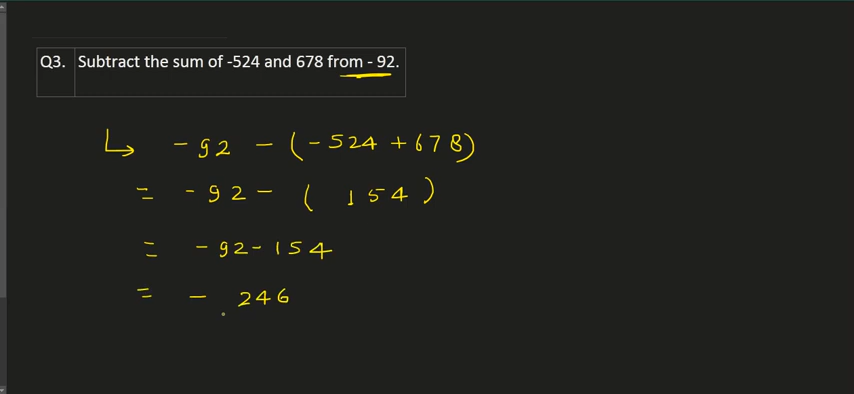 Q3. Subtract the sum of -524 and 678 from - 92.
↳ -92 - (-524 + 678)
= -92 - ( 154 )
= -92 - 154
= - 246